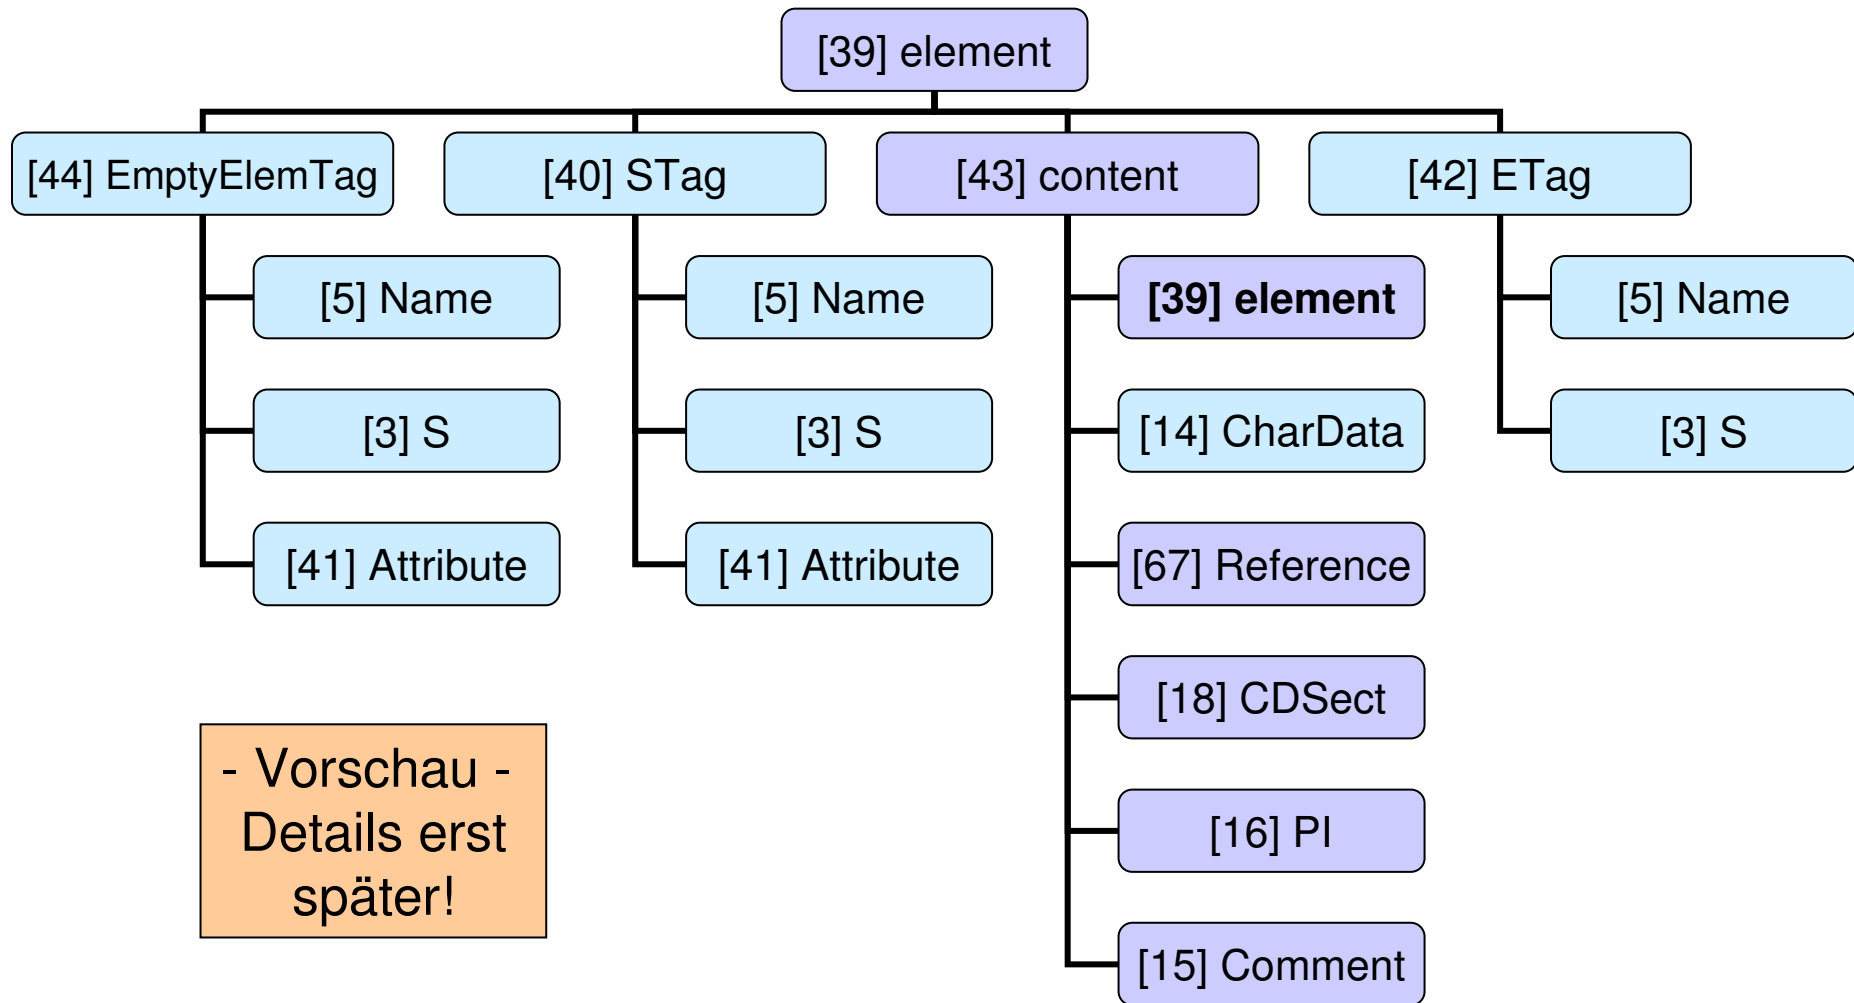 [39] element
[44] EmptyElemTag
[40] STag
[43] content
[42] ETag
[5] Name
[5] Name
[39] element
[5] Name
[3] S
[3] S
[14] CharData
[3] S
[41] Attribute
[41] Attribute
[67] Reference
[18] CDSect
- Vorschau -
Details erst
später!
[16] PI
[15] Comment